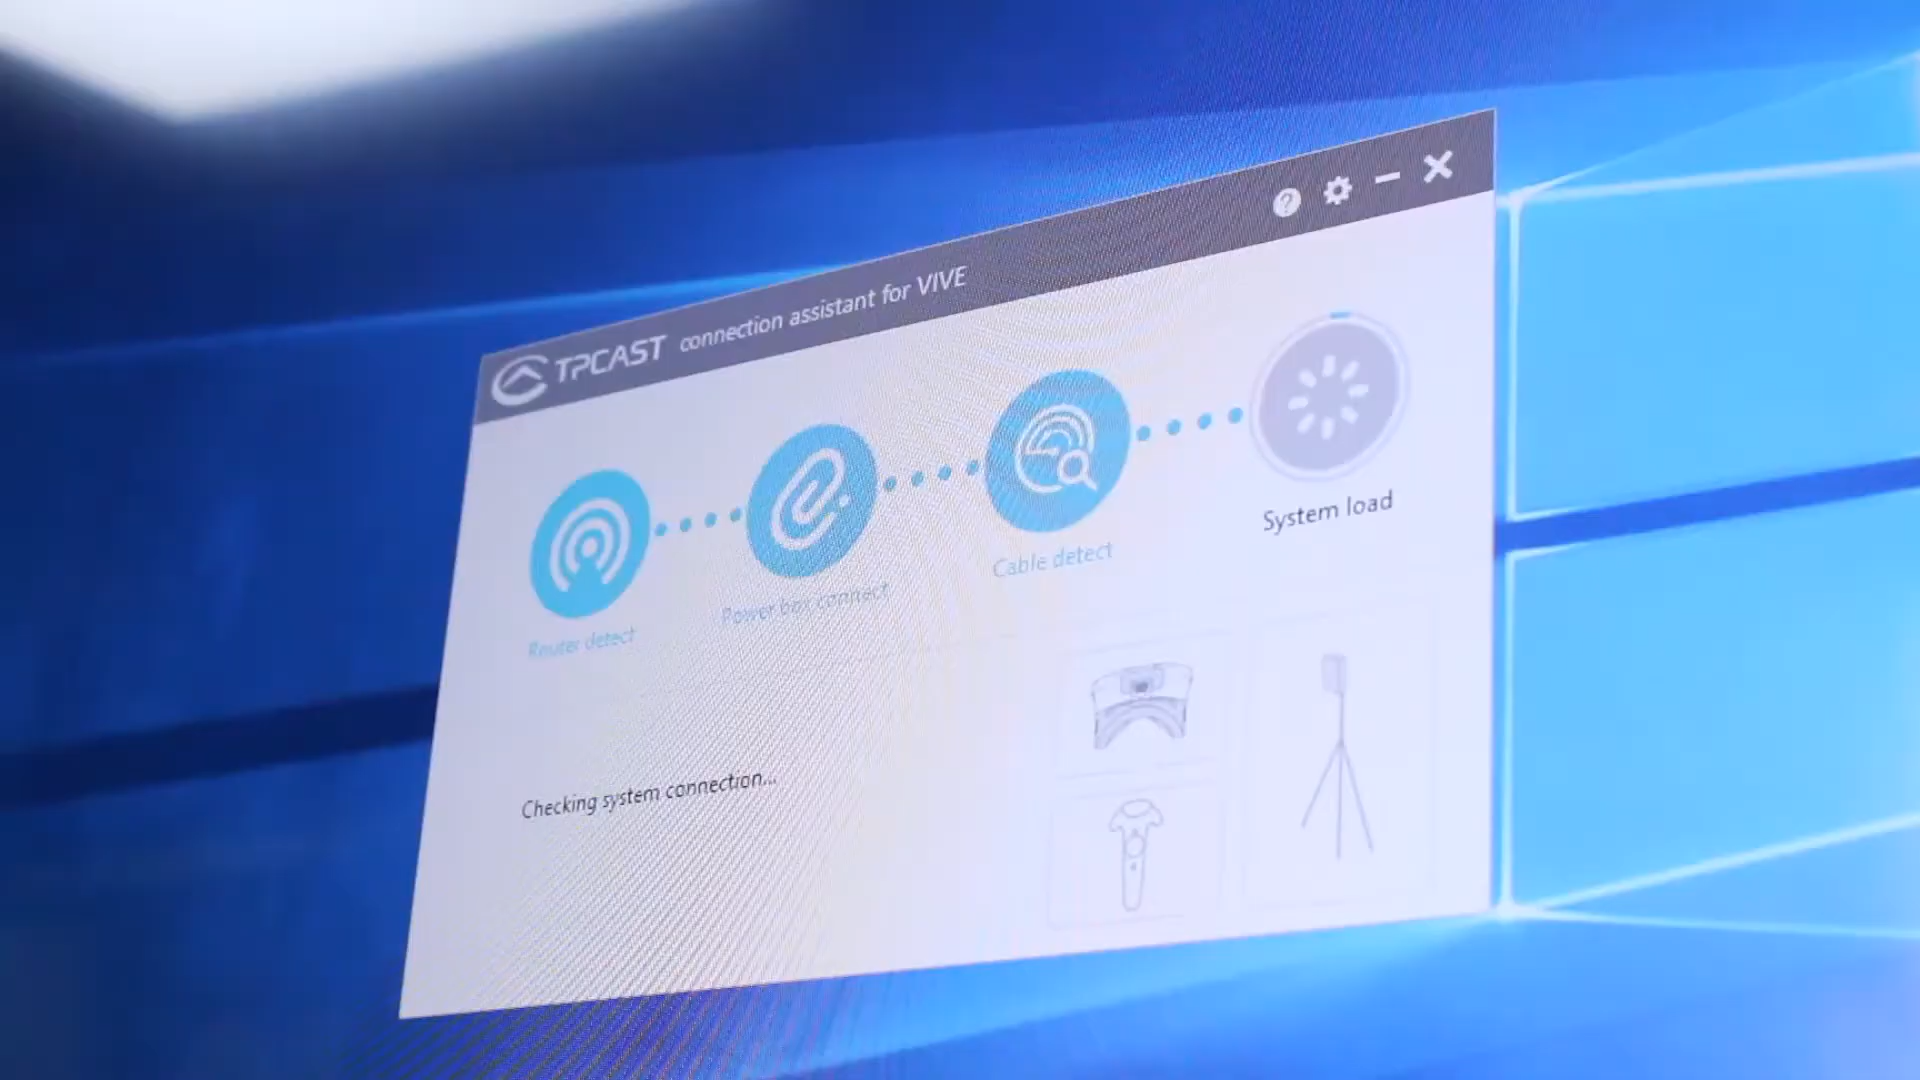 TPCAST connection assistant for VIVE
Router detect
Power box connect
Cable detect
System load
Checking system connection...